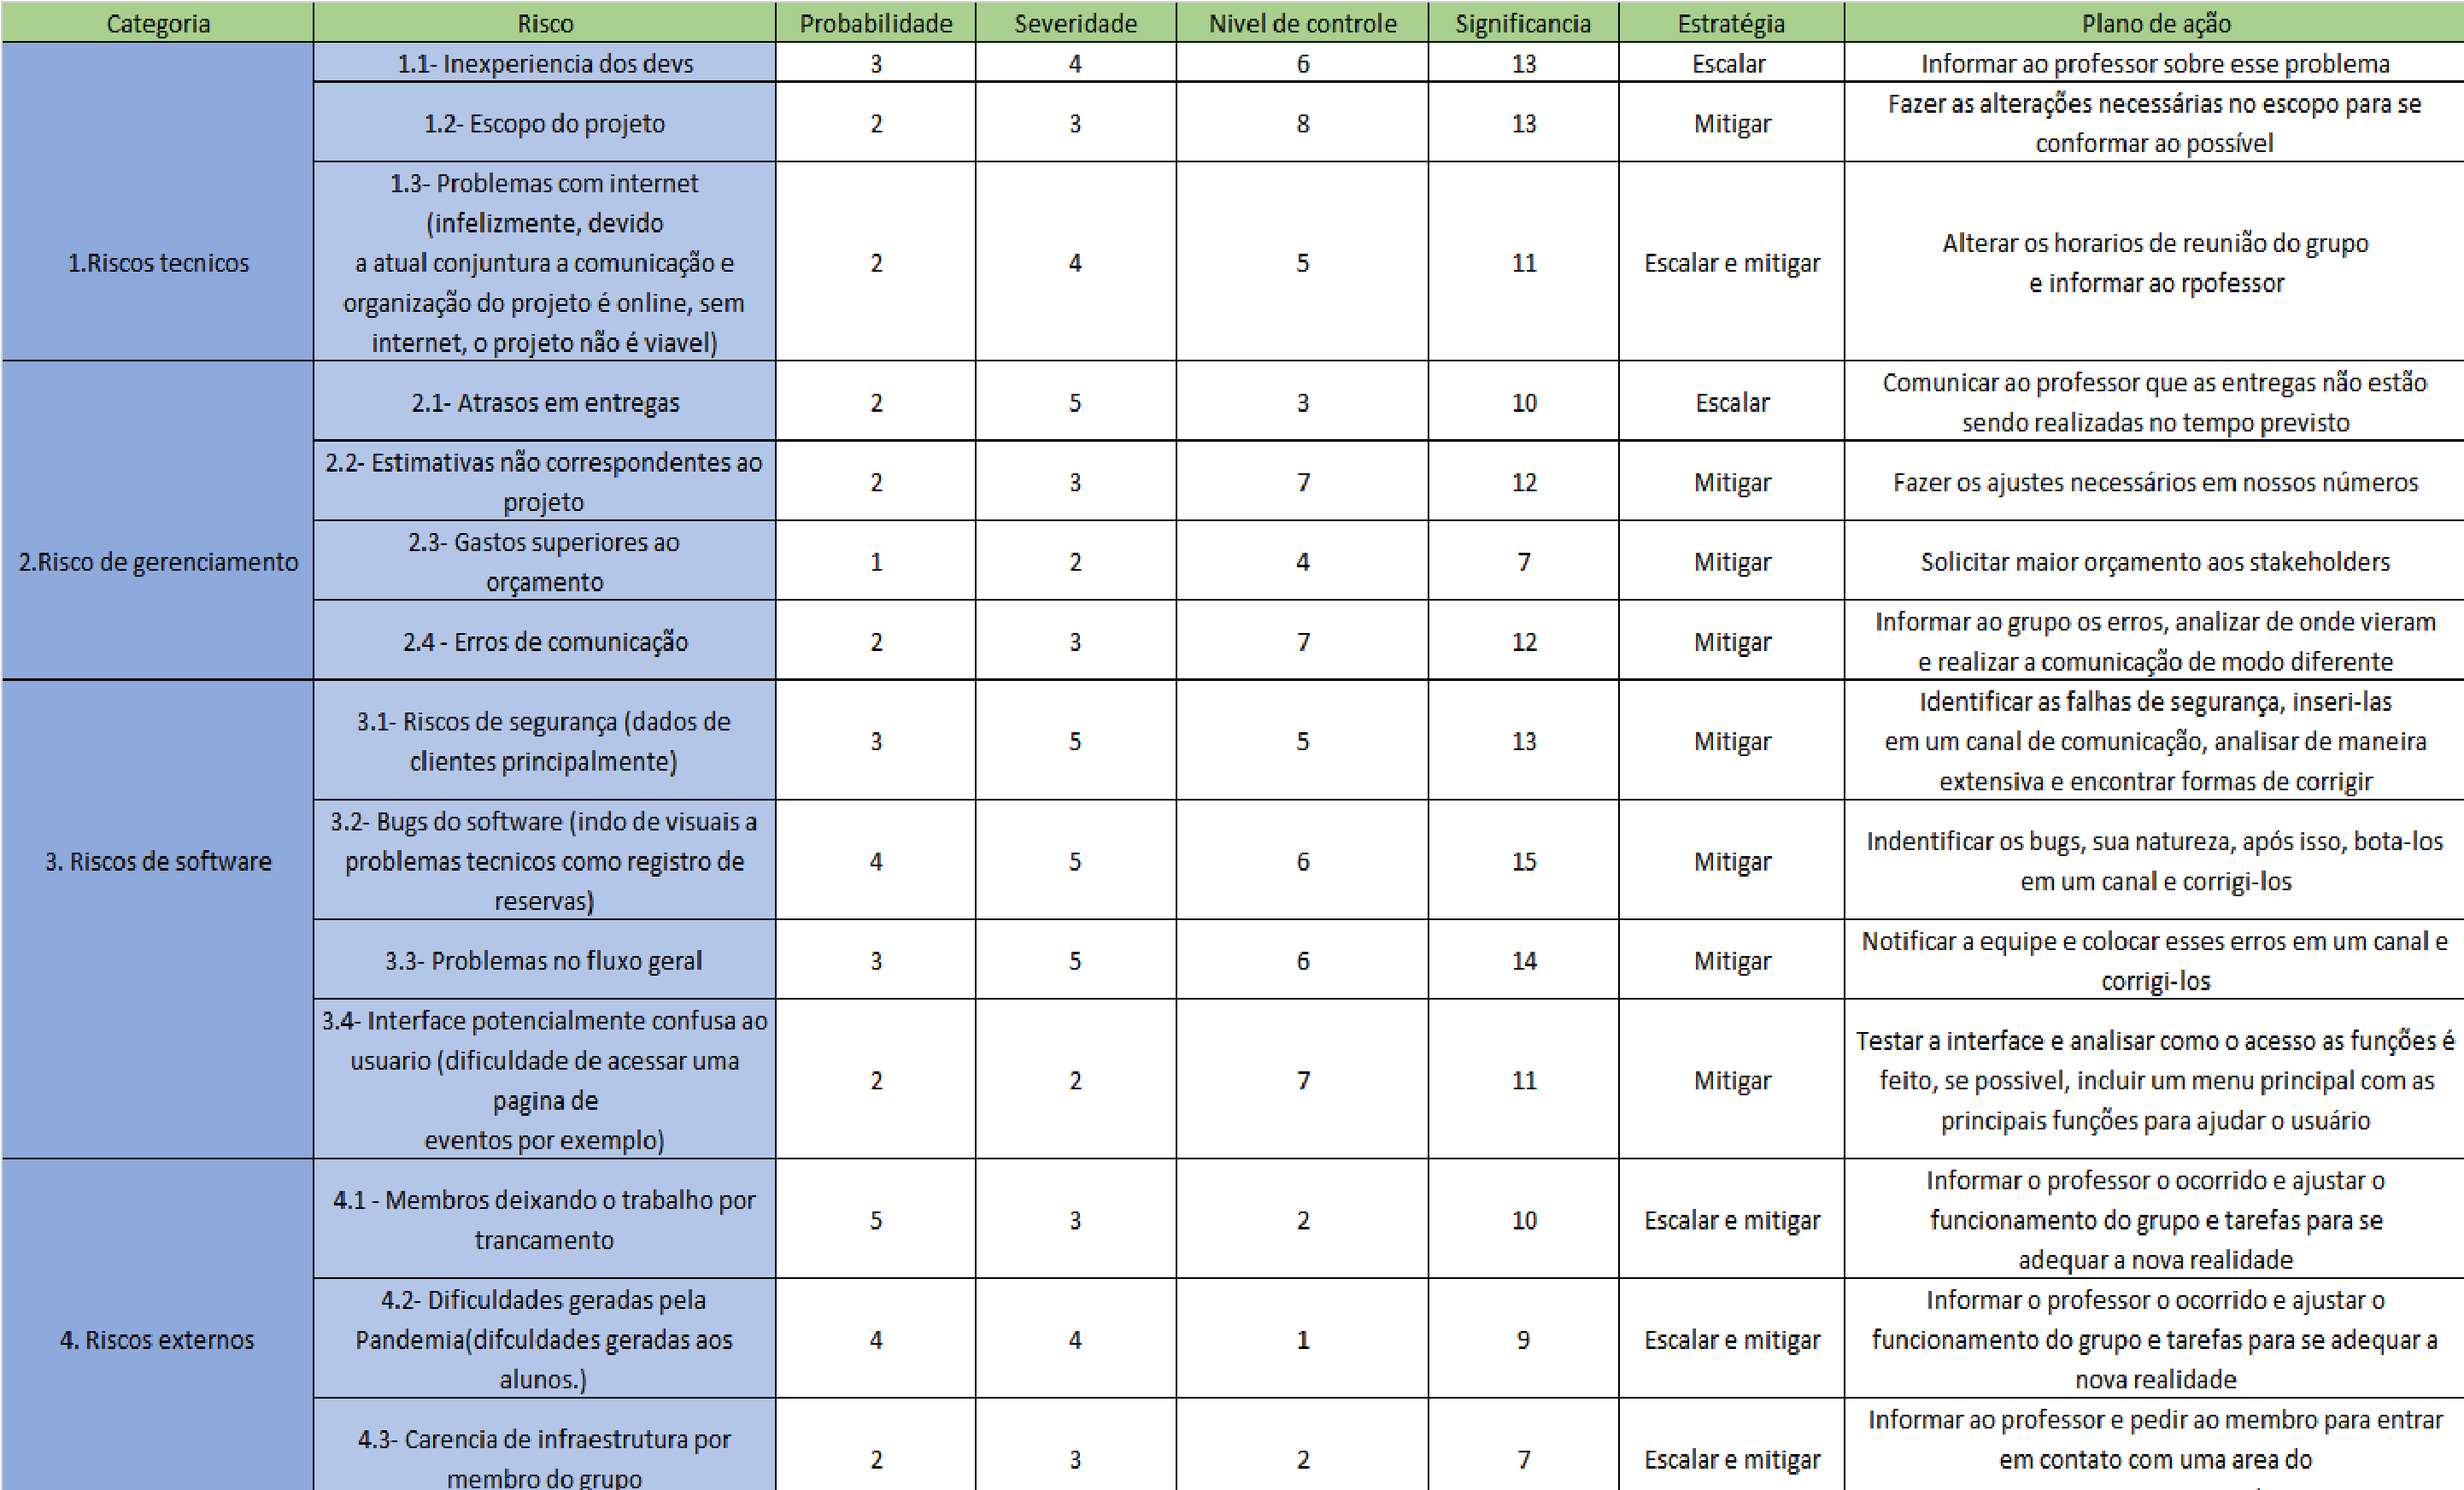 Categoria Risco Probabilidade Severidade Nivel de controle Significancia Estratégia Plano de ação
1.Riscos tecnicos
1.1- Inexperiencia dos devs 3 4 6 13 Escalar Informar ao professor sobre esse problema
1.2- Escopo do projeto 2 3 8 13 Mitigar
Fazer as alterações necessárias no escopo para se
conformar ao possível
1.3- Problemas com internet
(infelizmente, devido
a atual conjuntura a comunicação e
organização do projeto é online, sem
internet, o projeto não é viavel)
2 4 5 11 Escalar e mitigar
Alterar os horarios de reunião do grupo
e informar ao rpofessor
2.Risco de gerenciamento
2.1- Atrasos em entregas 2 5 3 10 Escalar
Comunicar ao professor que as entregas não estão
sendo realizadas no tempo previsto
2.2- Estimativas não correspondentes ao
projeto
2 3 7 12 Mitigar Fazer os ajustes necessários em nossos números
2.3- Gastos superiores ao
orçamento
1 2 4 7 Mitigar Solicitar maior orçamento aos stakeholders
2.4 - Erros de comunicação 2 3 7 12 Mitigar
Informar ao grupo os erros, analizar de onde vieram
e realizar a comunicação de modo diferente
3. Riscos de software
3.1- Riscos de segurança (dados de
clientes principalmente)
3 5 5 13 Mitigar
Identificar as falhas de segurança, inseri-las
em um canal de comunicação, analisar de maneira
extensiva e encontrar formas de corrigir
3.2- Bugs do software (indo de visuais a
problemas tecnicos como registro de
reservas)
4 5 6 15 Mitigar
Indentificar os bugs, sua natureza, após isso, bota-los
em um canal e corrigi-los
3.3- Problemas no fluxo geral 3 5 6 14 Mitigar
Notificar a equipe e colocar esses erros em um canal e
corrigi-los
3.4- Interface potencialmente confusa ao
usuario (dificuldade de acessar uma
pagina de
eventos por exemplo)
2 2 7 11 Mitigar
Testar a interface e analisar como o acesso as funções é
feito, se possivel, incluir um menu principal com as
principais funções para ajudar o usuário
4. Riscos externos
4.1 - Membros deixando o trabalho por
trancamento
5 3 2 10 Escalar e mitigar
Informar o professor o ocorrido e ajustar o
funcionamento do grupo e tarefas para se
adequar a nova realidade
4.2- Dificuldades geradas pela
Pandemia(difculdades geradas aos
alunos.)
4 4 1 9 Escalar e mitigar
Informar o professor o ocorrido e ajustar o
funcionamento do grupo e tarefas para se adequar a
nova realidade
4.3- Carencia de infraestrutura por
membro do grupo
2 3 2 7 Escalar e mitigar
Informar ao professor e pedir ao membro para entrar
em contato com uma area do